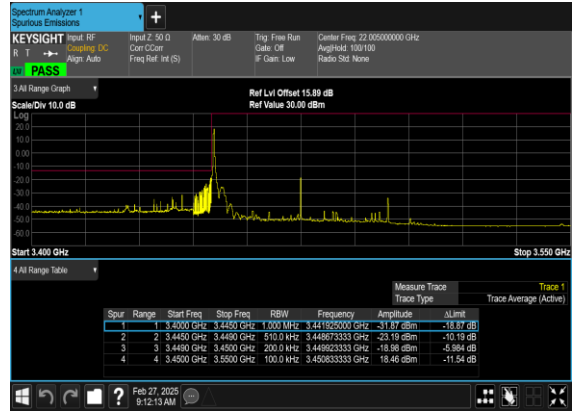 Spectrum Analyzer 1
Spurious Emissions
KEYSIGHT Input: RF Input Z: 50 Ω Atten: 30 dB Trig: Free Run Center Freq: 22.005000000 GHz
R T Coupling: DC Corr CCorr Gate: Off Avg|Hold: 100/100
Align: Auto Freq Ref: Int (S) IF Gain: Low Radio Std: None
PASS
3 All Range Graph
Ref Lvl Offset 15.89 dB
Scale/Div 10.0 dB Ref Value 30.00 dBm
Log
20.0
10.0
0.00
-10.0
-20.0
-30.0
-40.0
-50.0
-60.0
Start 3.400 GHz Stop 3.550 GHz
4 All Range Table
Measure Trace Trace 1
Trace Type Trace Average (Active)
Spur Range Start Freq Stop Freq RBW Frequency Amplitude ΔLimit
1 1 3.4000 GHz 3.4450 GHz 1.000 MHz 3.441925000 GHz -31.87 dBm -18.87 dB
2 2 3.4450 GHz 3.4490 GHz 510.0 kHz 3.448673333 GHz -23.19 dBm -10.19 dB
3 3 3.4490 GHz 3.4500 GHz 200.0 kHz 3.449923333 GHz -18.98 dBm -5.984 dB
4 4 3.4500 GHz 3.5500 GHz 100.0 kHz 3.450833333 GHz 18.46 dBm -11.54 dB
? Feb 27, 2025
9:12:13 AM